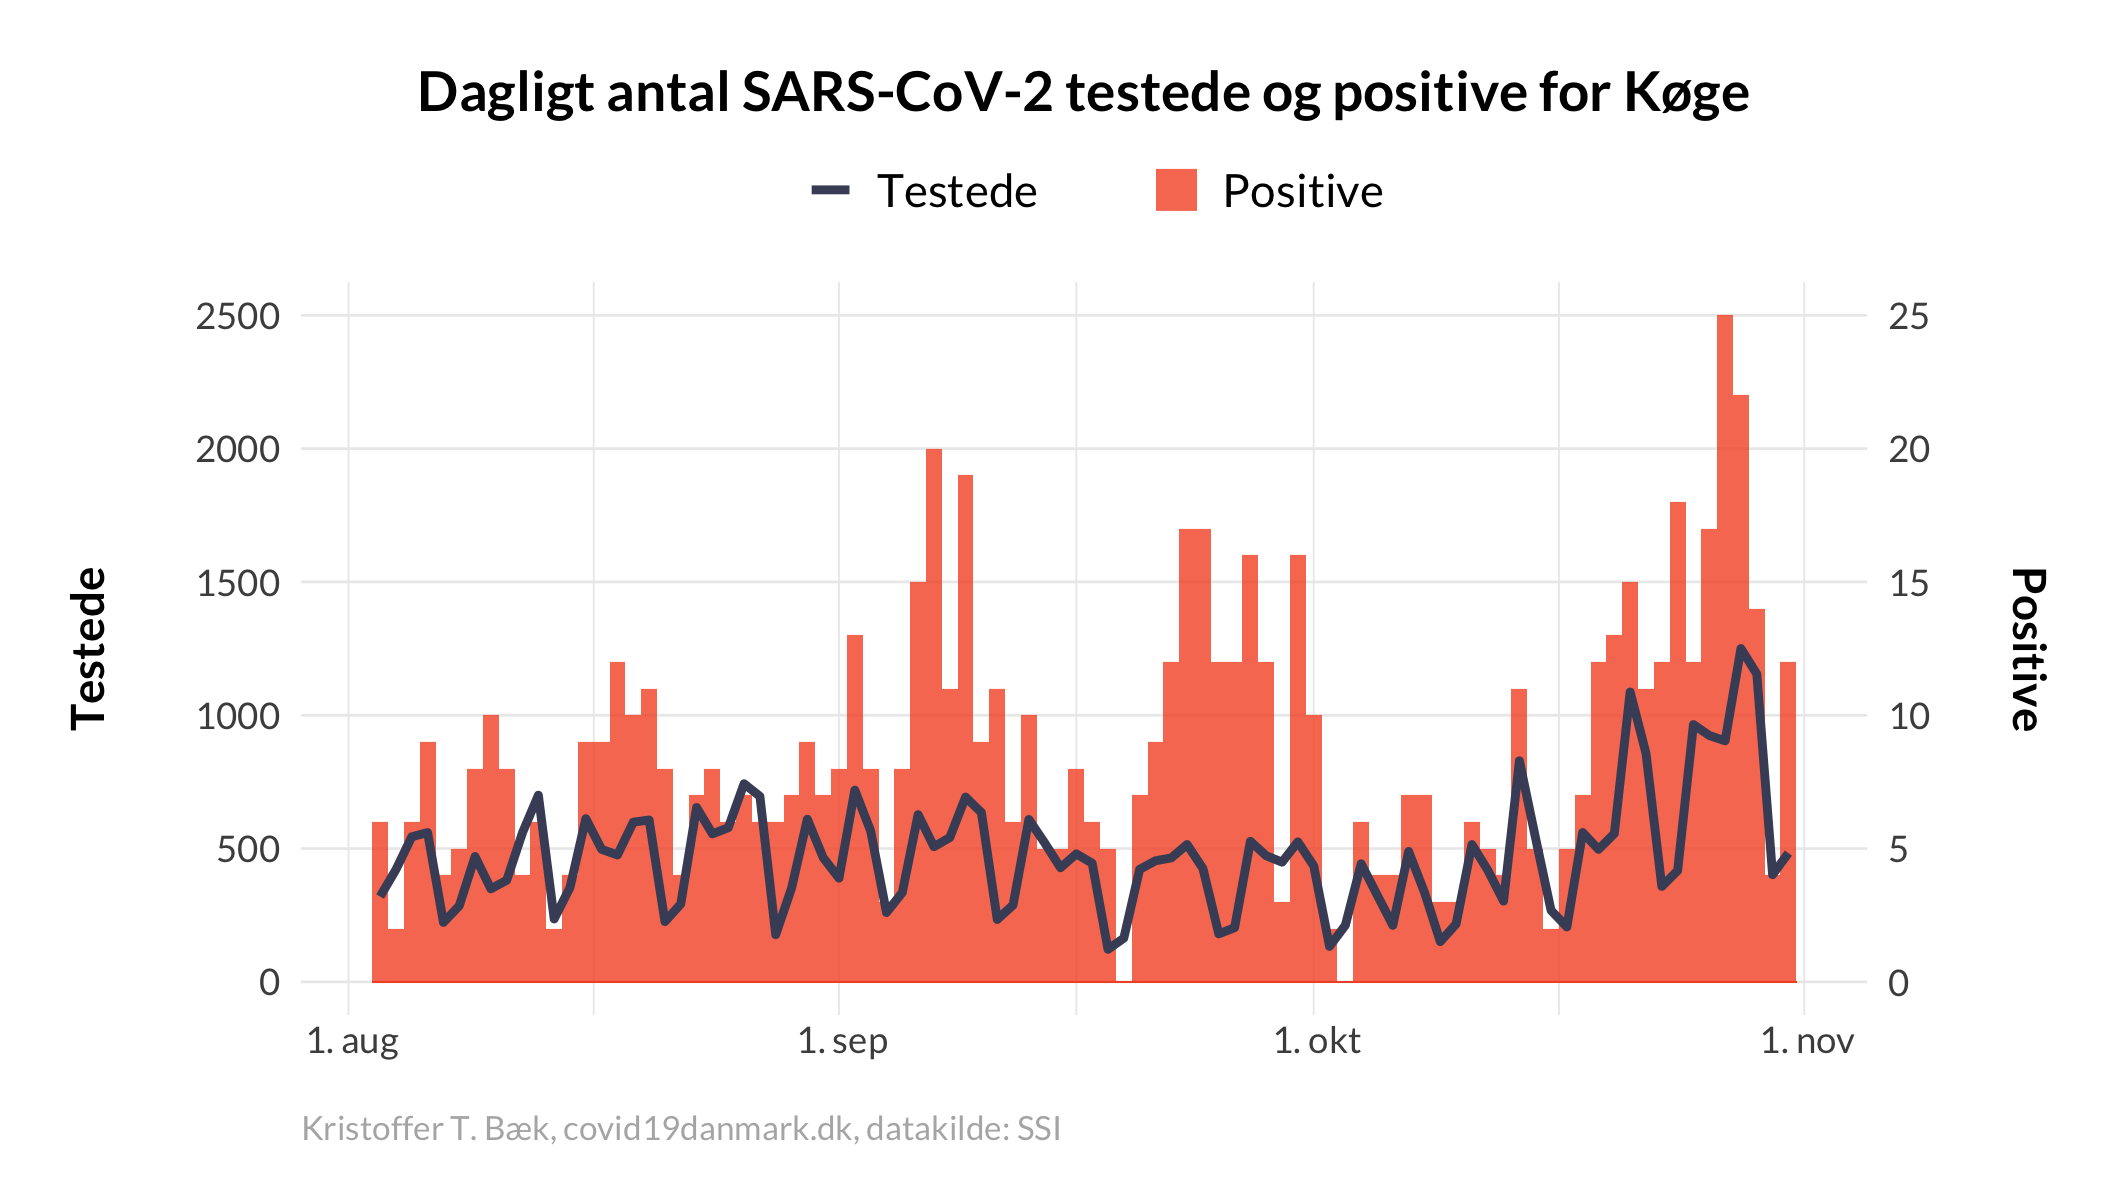 Dagligt antal SARS-CoV-2 testede og positive for Køge
Testede Positive
2500 25
2000 20
1500 15
1000 10
500 5
0 0
Testede
Positive
1. aug 1. sep 1. okt 1. nov
Kristoffer T. Bæk, covid19danmark.dk, datakilde: SSI